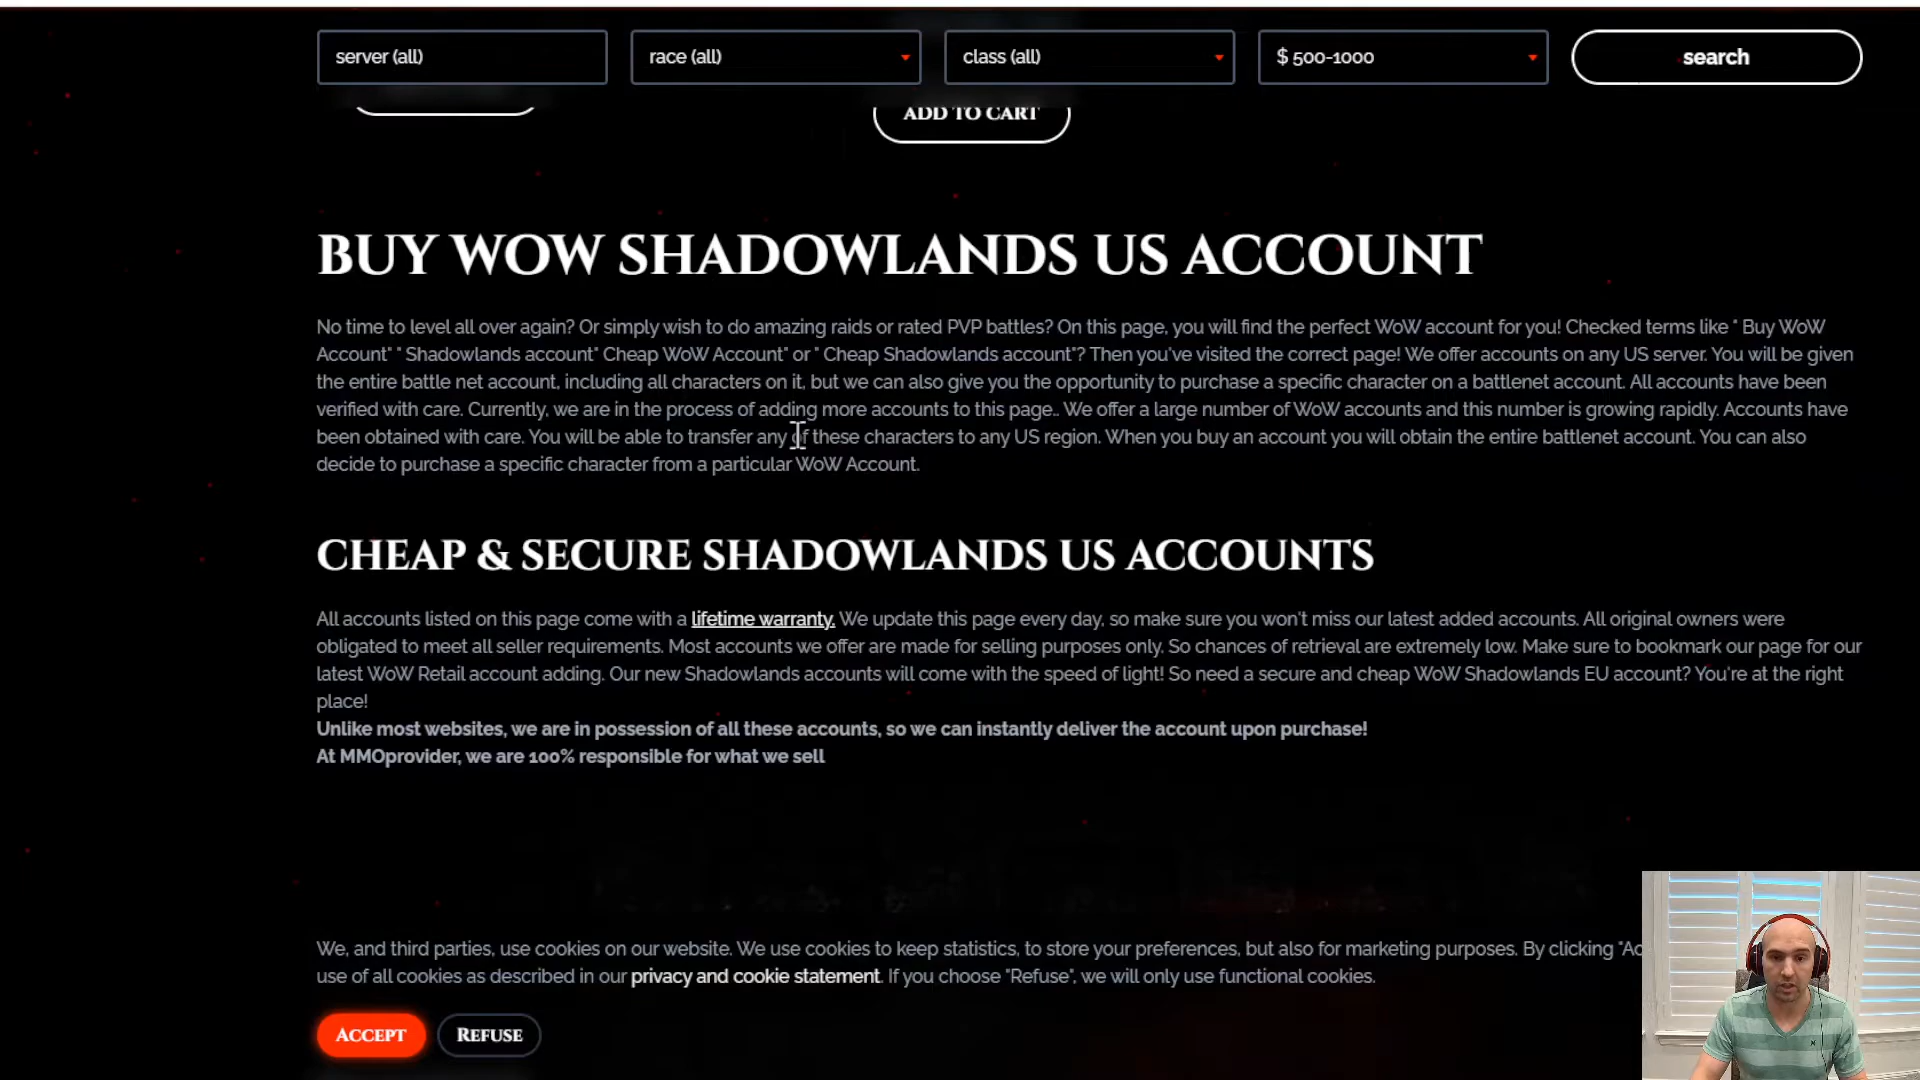 server (all)
race (all)
class (all)
$ 500-1000
search
ADD TO CART
BUY WOW SHADOWLANDS US ACCOUNT
No time to level all over again? Or simply wish to do amazing raids or rated PVP battles? On this page, you will find the perfect WoW account for you! Checked terms like " Buy WoW
Account" " Shadowlands account" Cheap WoW Account" or " Cheap Shadowlands account"? Then you've visited the correct page! We offer accounts on any US server. You will be given
the entire battle net account, including all characters on it, but we can also give you the opportunity to purchase a specific character on a battlenet account. All accounts have been
verified with care. Currently, we are in the process of adding more accounts to this page.. We offer a large number of WoW accounts and this number is growing rapidly. Accounts have
been obtained with care. You will be able to transfer any of these characters to any US region. When you buy an account you will obtain the entire battlenet account. You can also
decide to purchase a specific character from a particular WoW Account.
CHEAP & SECURE SHADOWLANDS US ACCOUNTS
All accounts listed on this page come with a lifetime warranty. We update this page every day, so make sure you won't miss our latest added accounts. All original owners were
obligated to meet all seller requirements. Most accounts we offer are made for selling purposes only. So chances of retrieval are extremely low. Make sure to bookmark our page for our
latest WoW Retail account adding. Our new Shadowlands accounts will come with the speed of light! So need a secure and cheap WoW Shadowlands EU account? You're at the right
place!
Unlike most websites, we are in possession of all these accounts, so we can instantly deliver the account upon purchase!
At MMOprovider, we are 100% responsible for what we sell
We, and third parties, use cookies on our website. We use cookies to keep statistics, to store your preferences, but also for marketing purposes. By clicking
use of all cookies as described in our privacy and cookie statement. If you choose "Refuse", we will only use functional cookies.
ACCEPT
REFUSE